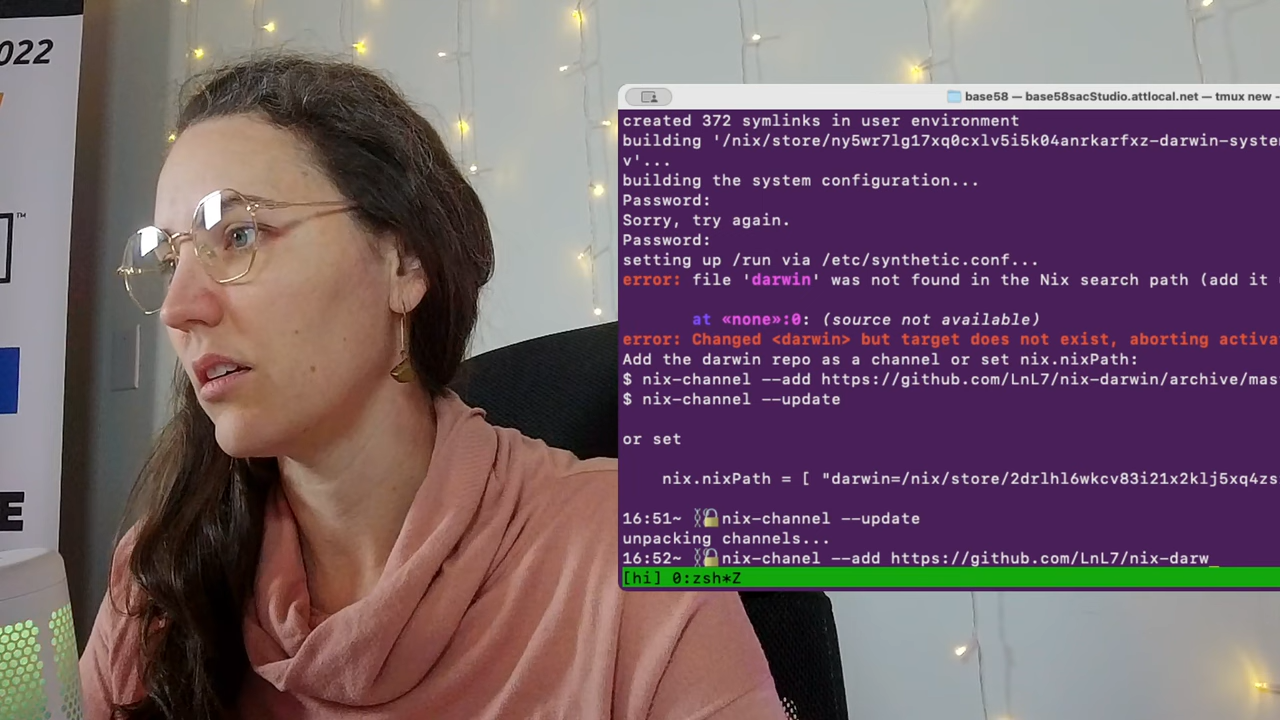 022
TM
E
base58 — base58sacStudio.attlocal.net — tmux new -
created 372 symlinks in user environment
building '/nix/store/ny5wr7lg17xq0cxlv5i5k04anrkarfxz-darwin-syste
v'...
building the system configuration...
Password:
Sorry, try again.
Password:
setting up /run via /etc/synthetic.conf...
error: file 'darwin' was not found in the Nix search path (add it
at «none»:0: (source not available)
error: Changed <darwin> but target does not exist, aborting activa
Add the darwin repo as a channel or set nix.nixPath:
$ nix-channel --add https://github.com/LnL7/nix-darwin/archive/mas
$ nix-channel --update
or set
nix.nixPath = [ "darwin=/nix/store/2drlhl6wkcv83i21x2klj5xq4zs
16:51~ nix-channel --update
unpacking channels...
16:52~ nix-chanel --add https://github.com/LnL7/nix-darw_
[hi] 0:zsh*Z